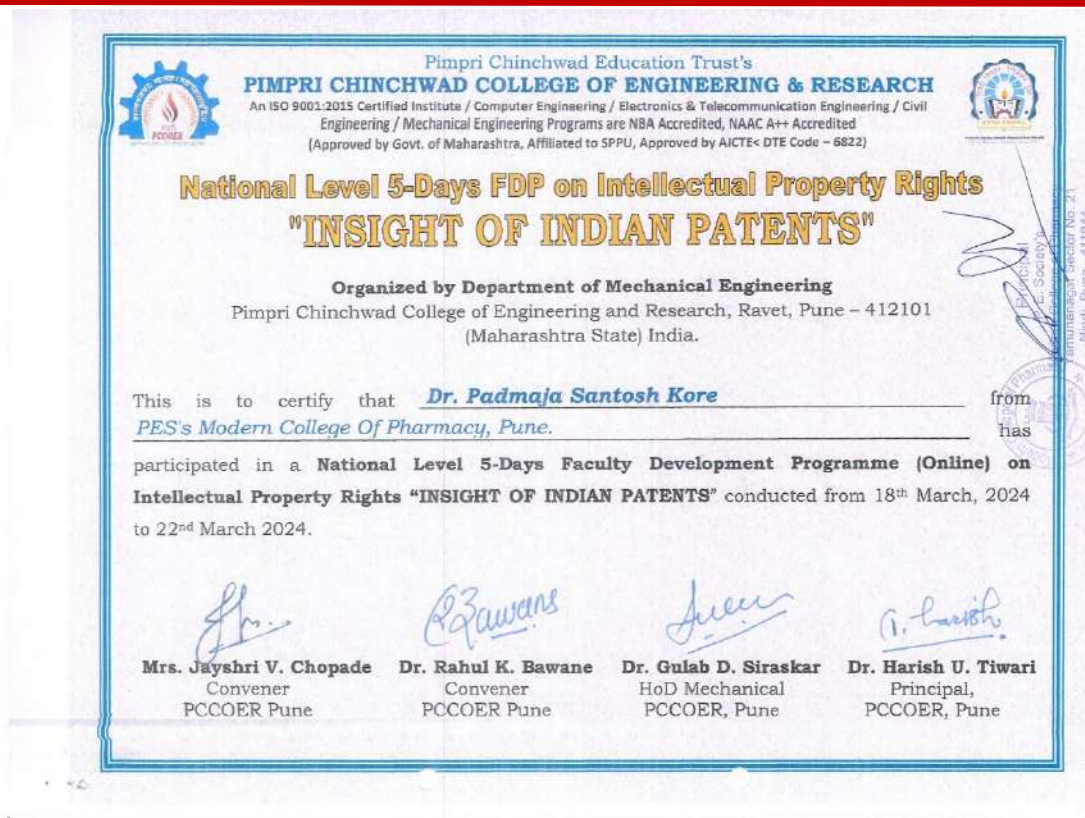 Pimpri Chinchwad Education Trust's
PIMPRI CHINCHWAD COLLEGE OF ENGINEERING & RESEARCH
An ISO 9001:2015 Certified Institute / Computer Engineering / Electronics & Telecommunication Engineering / Civil
Engineering / Mechanical Engineering Programs are NBA Accredited, NAAC A++ Accredited
(Approved by Govt. of Maharashtra, Affiliated to SPPU, Approved by AICTE< DTE Code – 6822)
PCCOER
National Level 5-Days FDP on Intellectual Property Rights
"INSIGHT OF INDIAN PATENTS"
Organized by Department of Mechanical Engineering
Pimpri Chinchwad College of Engineering and Research, Ravet, Pune – 412101
(Maharashtra State) India.
Principal
P.E. Society's
Yamunanagar Sector No. 21
This is to certify that Dr. Padmaja Santosh Kore from
PES's Modern College Of Pharmacy, Pune. has
participated in a National Level 5-Days Faculty Development Programme (Online) on
Intellectual Property Rights “INSIGHT OF INDIAN PATENTS” conducted from 18th March, 2024
to 22nd March 2024.
Mrs. Jayshri V. Chopade Dr. Rahul K. Bawane Dr. Gulab D. Siraskar Dr. Harish U. Tiwari
Convener Convener HoD Mechanical Principal,
PCCOER Pune PCCOER Pune PCCOER, Pune PCCOER, Pune